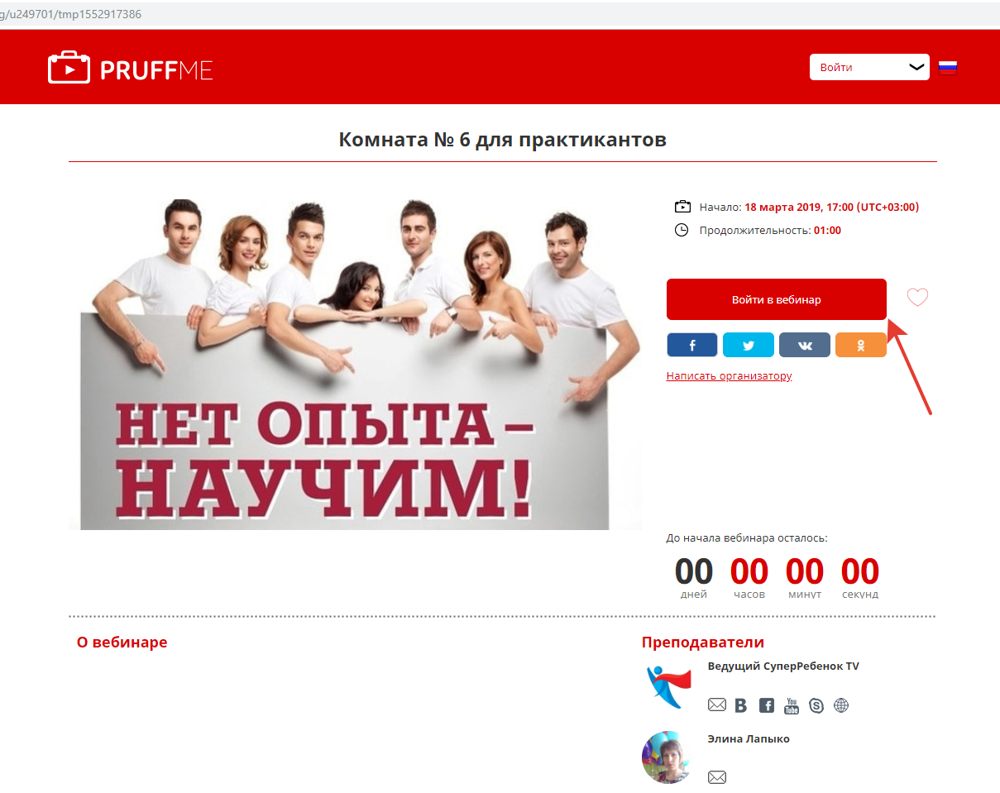 g/u249701/tmp1552917386
PRUFFME
Войти
Комната № 6 для практикантов
Начало: 18 марта 2019, 17:00 (UTC+03:00)
Продолжительность: 01:00
Войти в вебинар
Написать организатору
НЕТ ОПЫТА –
НАУЧИМ!
До начала вебинара осталось:
00 00 00 00
дней часов минут секунд
О вебинаре
Преподаватели
Ведущий СуперРебенок TV
You
Tube
Элина Лапыко